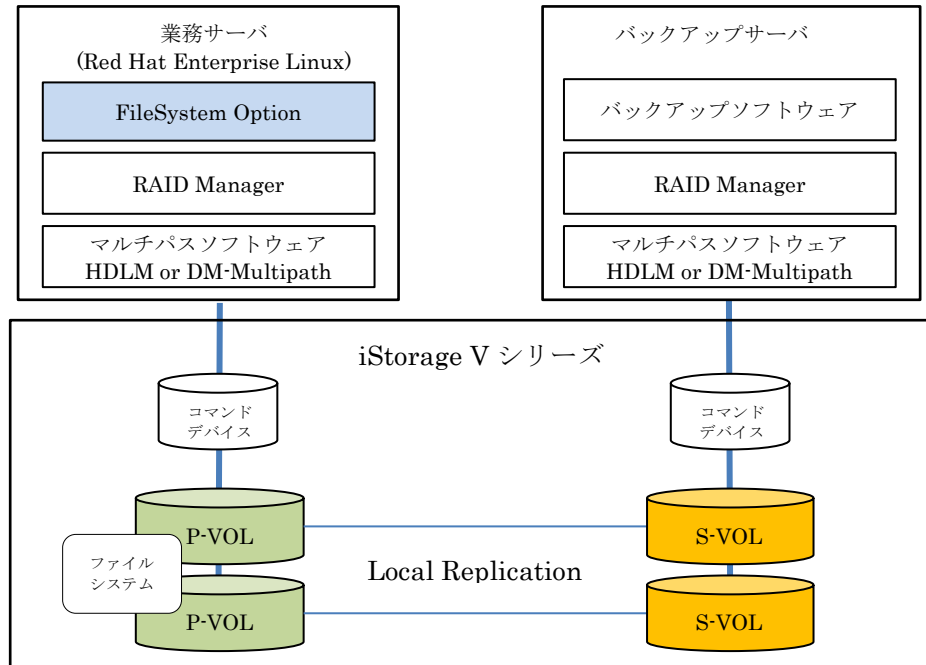 業務サーバ
(Red Hat Enterprise Linux)
FileSystem Option
RAID Manager
マルチパスソフトウェア
HDLM or DM-Multipath
バックアップサーバ
バックアップソフトウェア
RAID Manager
マルチパスソフトウェア
HDLM or DM-Multipath
iStorage V シリーズ
コマンド
デバイス
コマンド
デバイス
P-VOL
S-VOL
ファイル
システム
Local Replication
P-VOL
S-VOL